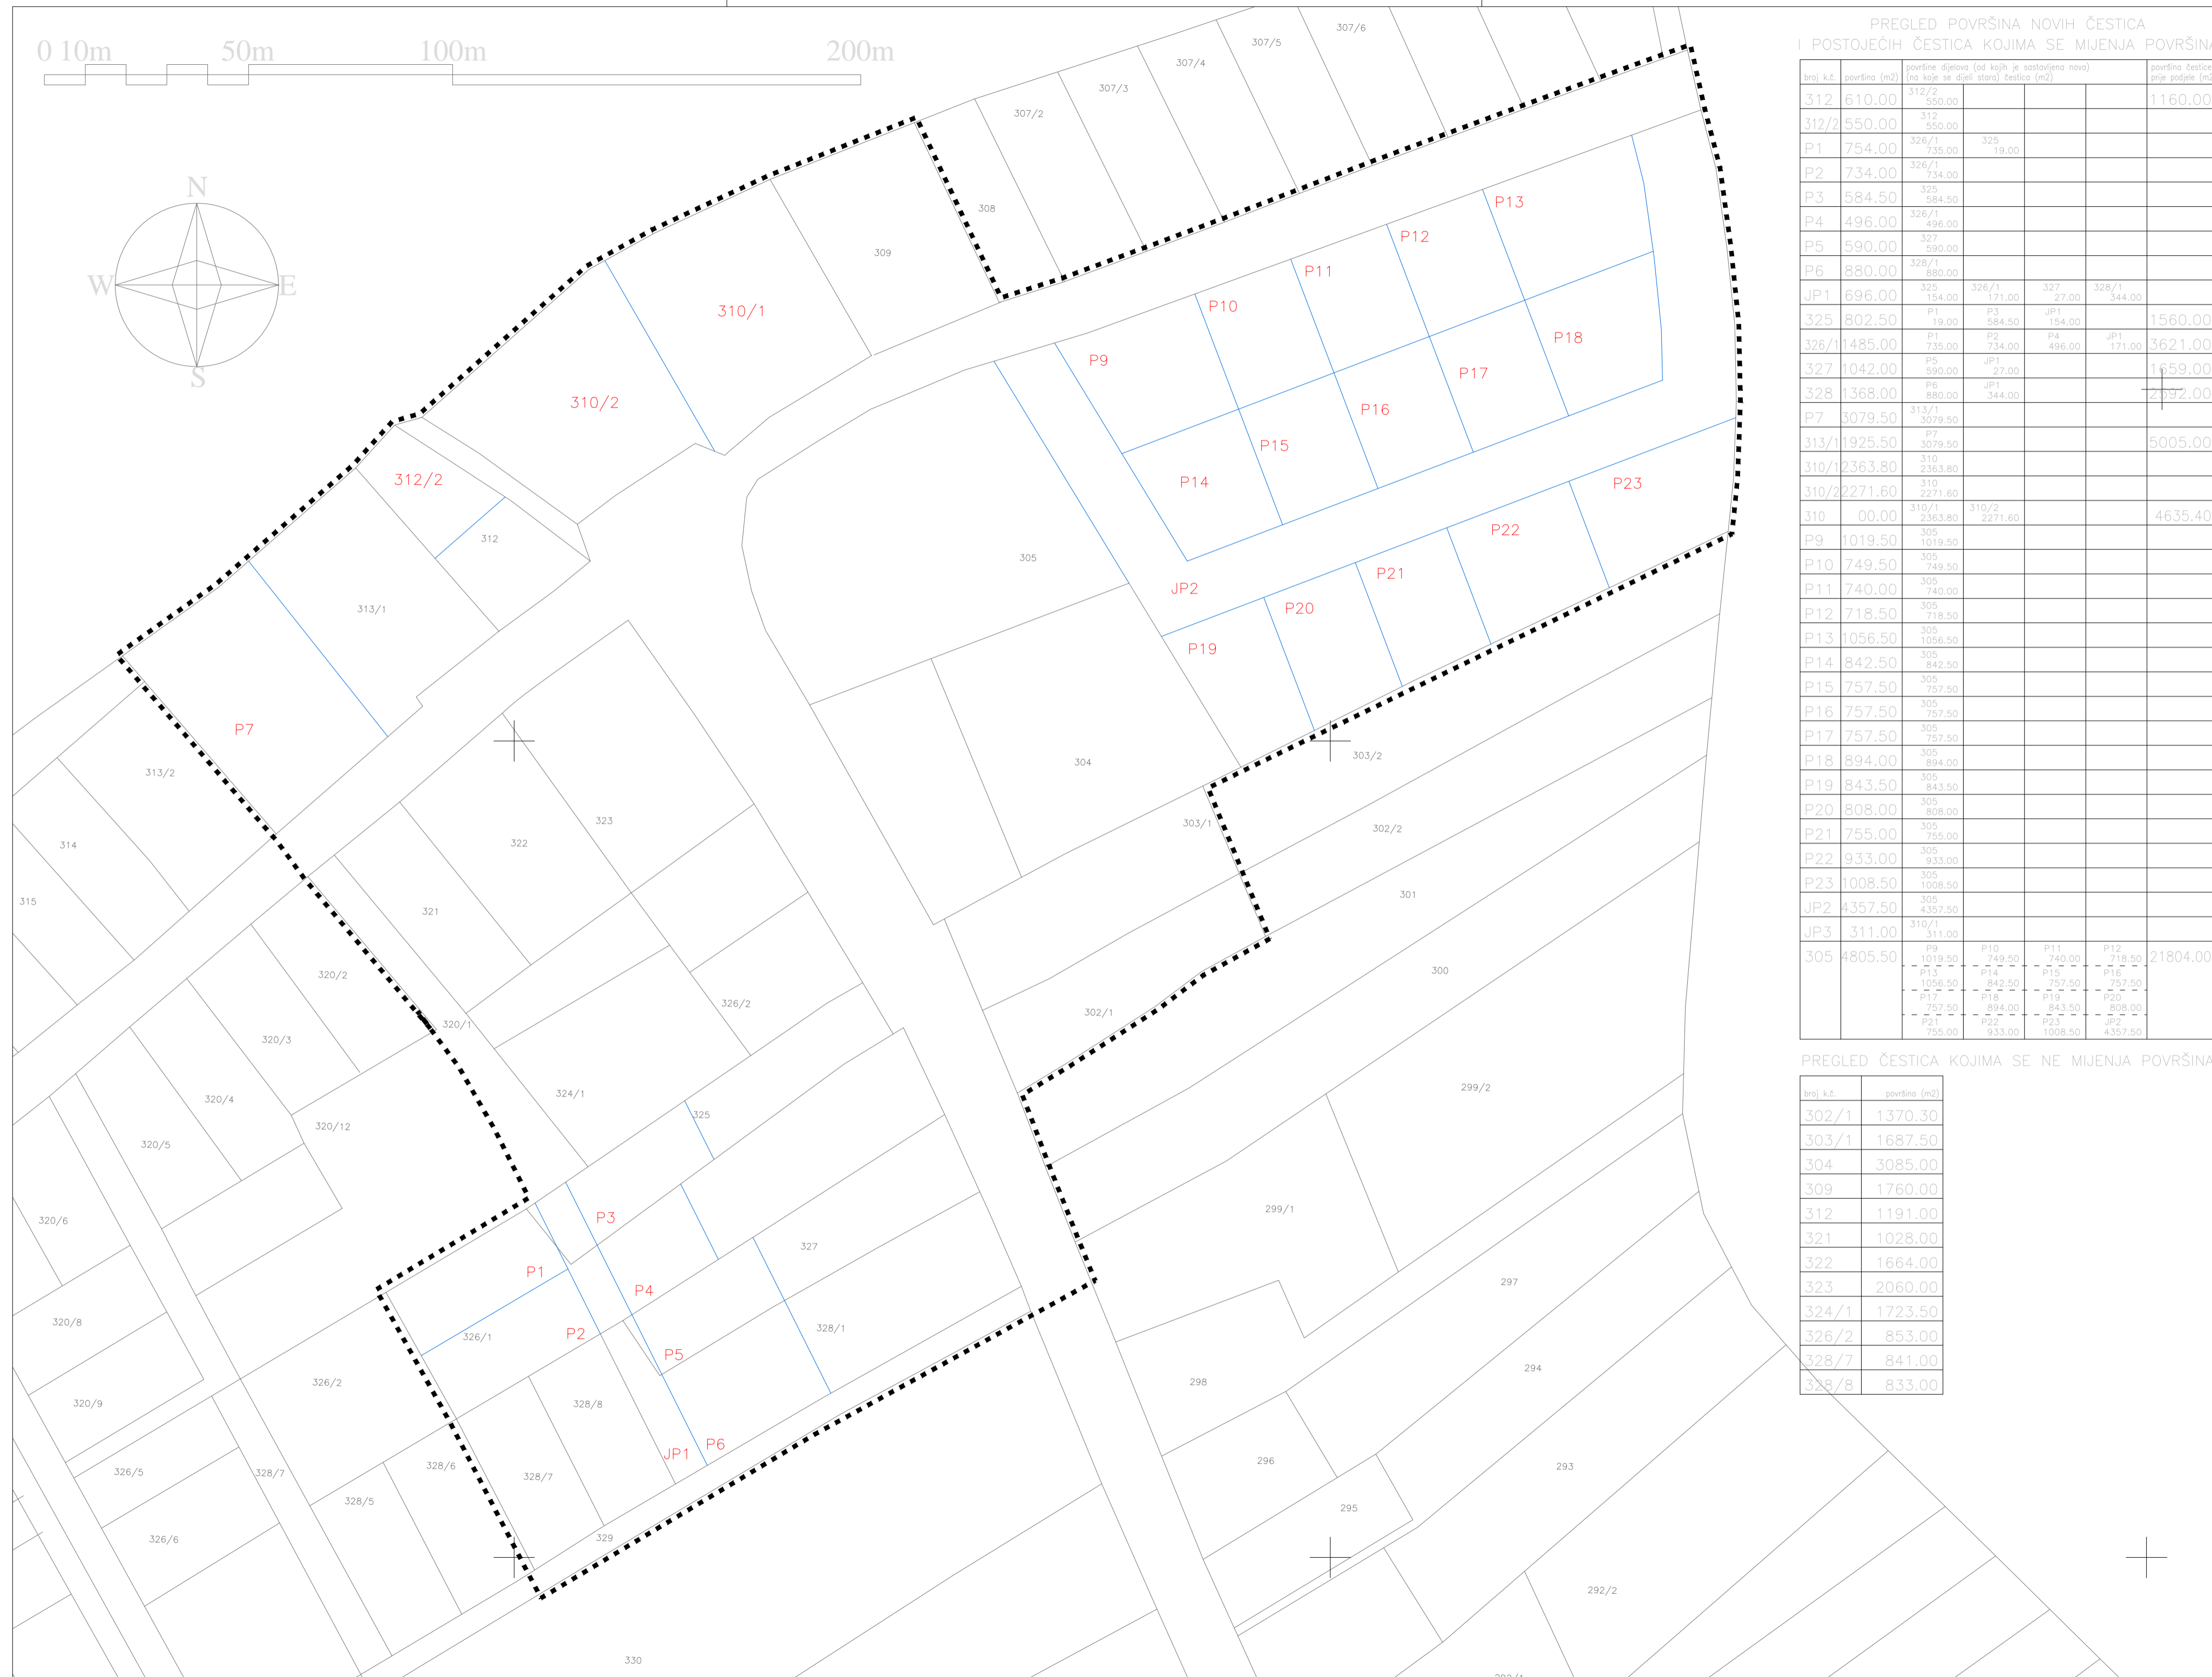 0 10m 50m 100m 200m
N
W E
S
307/6
307/5
307/4
307/3
307/2
308
309
310/1
310/2
312/2
312
313/1
P7
313/2
314
315
P13
P12
P11
P10
P9
P18
P17
P16
P15
P14
305
JP2
P23
P22
P21
P20
P19
304
303/2
303/1
302/2
302/1
301
300
299/2
299/1
298
297
296
295
294
293
292/2
323
322
321
320/1
320/2
320/3
320/4
320/5
320/12
320/6
320/8
320/9
324/1
326/2
325
P3
P1
P4
P2
326/1
327
328/1
P5
P6
JP1
328/8
328/7
328/6
328/5
329
330
326/2
326/5
326/6
328/7
PREGLED POVRŠINA NOVIH ČESTICA
I POSTOJEĆIH ČESTICA KOJIMA SE MIJENJA POVRŠINA
broj k.č. površina (m2) površine dijelova (od kojih je sastavljena nova) površina čestice
(na koje se dijeli stara) čestica (m2) prije podjele (m2)
312 610.00 312/2 550.00 1160.00
312/2 550.00 312 550.00
P1 754.00 326/1 735.00 325 19.00
P2 734.00 326/1 734.00
P3 584.50 325 584.50
P4 496.00 326/1 496.00
P5 590.00 327 590.00
P6 880.00 328/1 880.00
JP1 696.00 325 154.00 326/1 171.00 327 27.00 328/1 344.00
325 802.50 P1 19.00 P3 584.50 JP1 154.00 1560.00
326/1 1485.00 P1 735.00 P2 734.00 P4 496.00 JP1 171.00 3621.00
327 1042.00 P5 590.00 JP1 27.00 1659.00
328 1368.00 P6 880.00 JP1 344.00 2592.00
P7 3079.50 313/1 3079.50
313/1 1925.50 P7 3079.50 5005.00
310/1 2363.80 310 2363.80
310/2 2271.60 310 2271.60
310 00.00 310/1 2363.80 310/2 2271.60 4635.40
P9 1019.50 305 1019.50
P10 749.50 305 749.50
P11 740.00 305 740.00
P12 718.50 305 718.50
P13 1056.50 305 1056.50
P14 842.50 305 842.50
P15 757.50 305 757.50
P16 757.50 305 757.50
P17 757.50 305 757.50
P18 894.00 305 894.00
P19 843.50 305 843.50
P20 808.00 305 808.00
P21 755.00 305 755.00
P22 933.00 305 933.00
P23 1008.50 305 1008.50
JP2 4357.50 305 4357.50
JP3 311.00 310/1 311.00
305 4805.50 P9 1019.50 P10 749.50 P11 740.00 P12 718.50 21804.00
P13 1056.50 P14 842.50 P15 757.50 P16 757.50
P17 757.50 P18 894.00 P19 843.50 P20 808.00
P21 755.00 P22 933.00 P23 1008.50 JP2 4357.50
PREGLED ČESTICA KOJIMA SE NE MIJENJA POVRŠINA
broj k.č. površina (m2)
302/1 1370.30
303/1 1687.50
304 3085.00
309 1760.00
312 1191.00
321 1028.00
322 1664.00
323 2060.00
324/1 1723.50
326/2 853.00
328/7 841.00
328/8 833.00